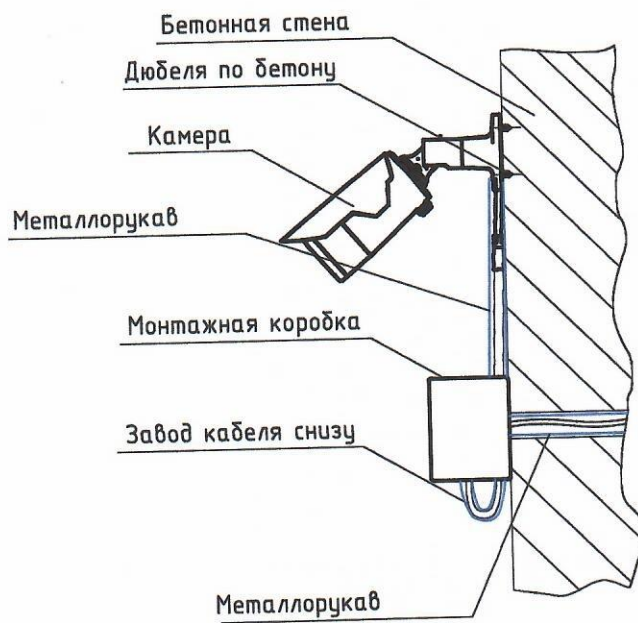 Бетонная стена
Дюбеля по бетону
Камера
Металлорукав
Монтажная коробка
Завод кабеля снизу
Металлорукав